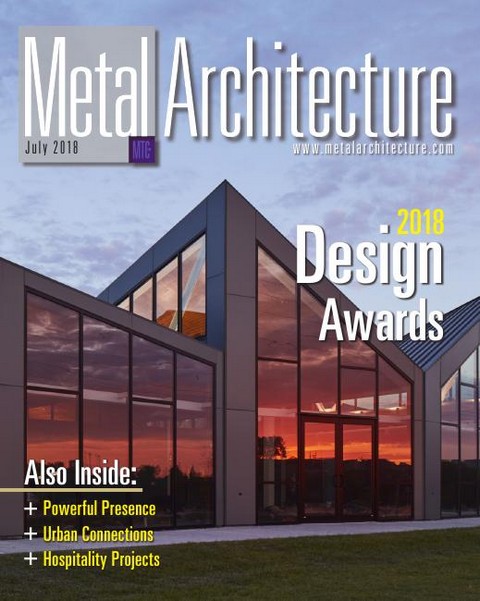 Metal Architecture
July 2018
MTG
www.metalarchitecture.com
2018
Design
Awards
Also Inside:
+ Powerful Presence
+ Urban Connections
+ Hospitality Projects